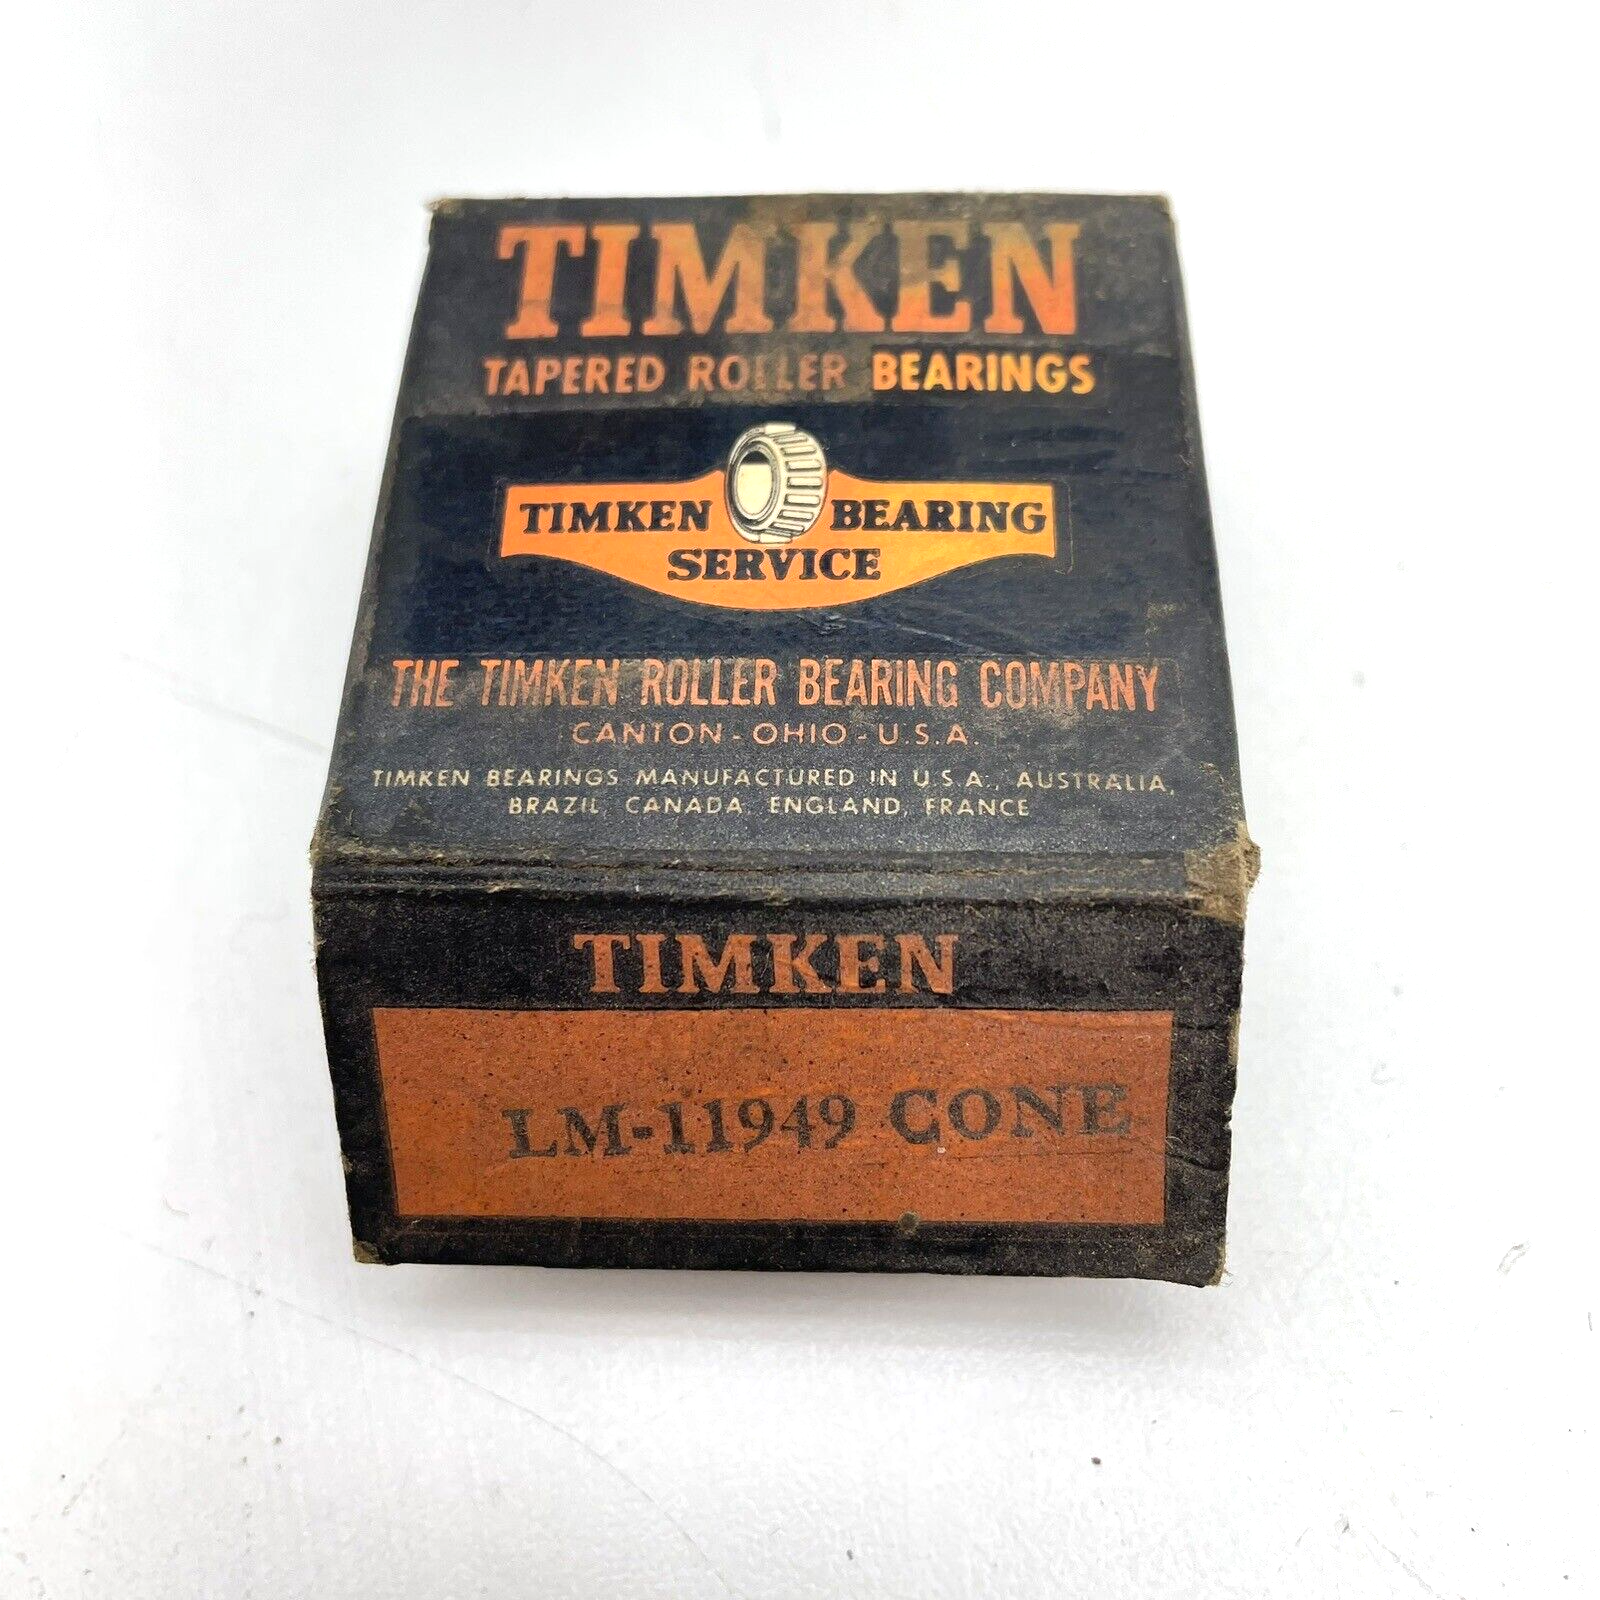 TIMKEN
TAPERED ROLLER BEARINGS
TIMKEN BEARING
SERVICE
THE TIMKEN ROLLER BEARING COMPANY
CANTON - OHIO - U.S.A.
TIMKEN BEARINGS MANUFACTURED IN U.S.A., AUSTRALIA,
BRAZIL, CANADA, ENGLAND, FRANCE
TIMKEN
LM-11949 CONE